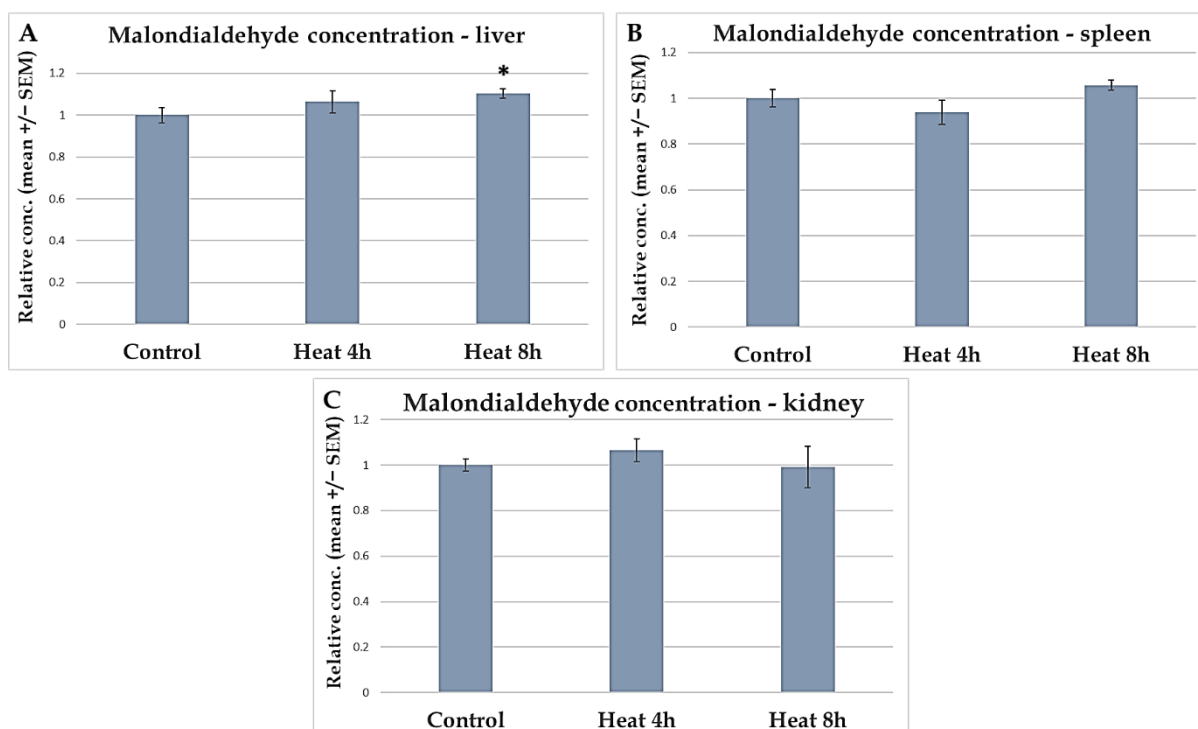 A
Malondialdehyde concentration - liver
Relative conc. (mean +/− SEM)
1.2
1
0.8
0.6
0.4
0.2
0
*
Control
Heat 4h
Heat 8h
B
Malondialdehyde concentration - spleen
Relative conc. (mean +/− SEM)
1.2
1
0.8
0.6
0.4
0.2
0
Control
Heat 4h
Heat 8h
C
Malondialdehyde concentration - kidney
Relative conc. (mean +/− SEM)
1.2
1
0.8
0.6
0.4
0.2
0
Control
Heat 4h
Heat 8h